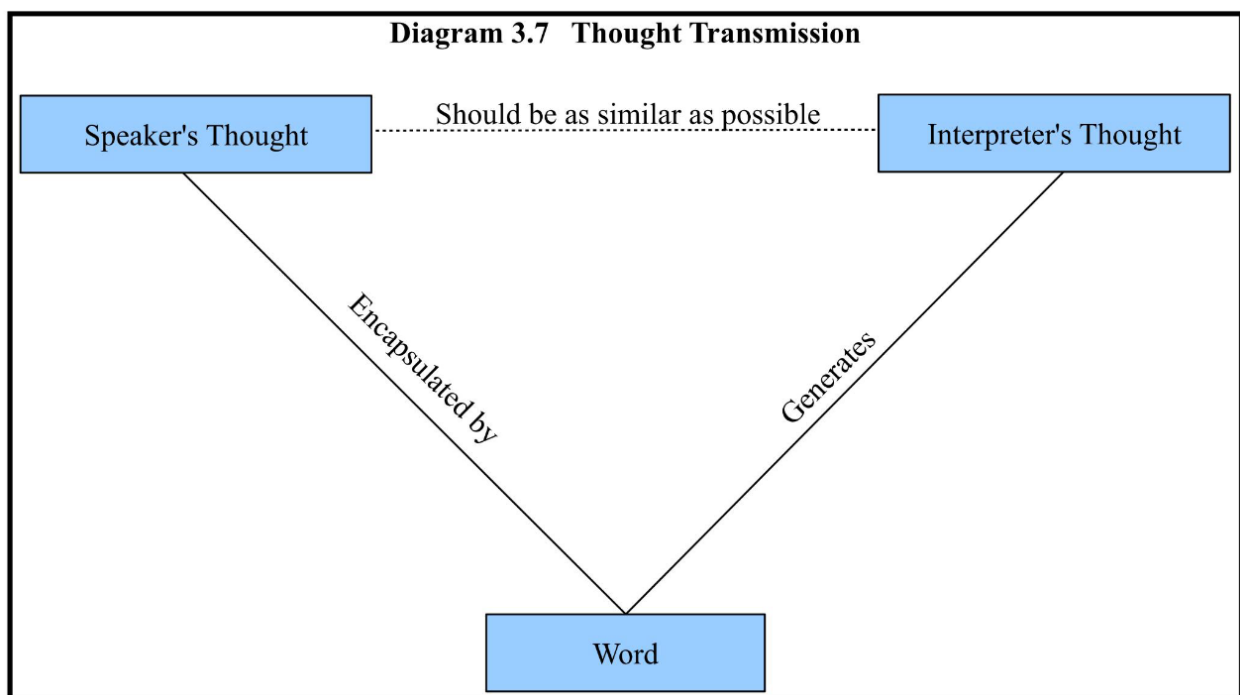 Diagram 3.7   Thought Transmission
Should be as similar as possible
Speaker's Thought
Interpreter's Thought
Encapsulated by
Generates
Word